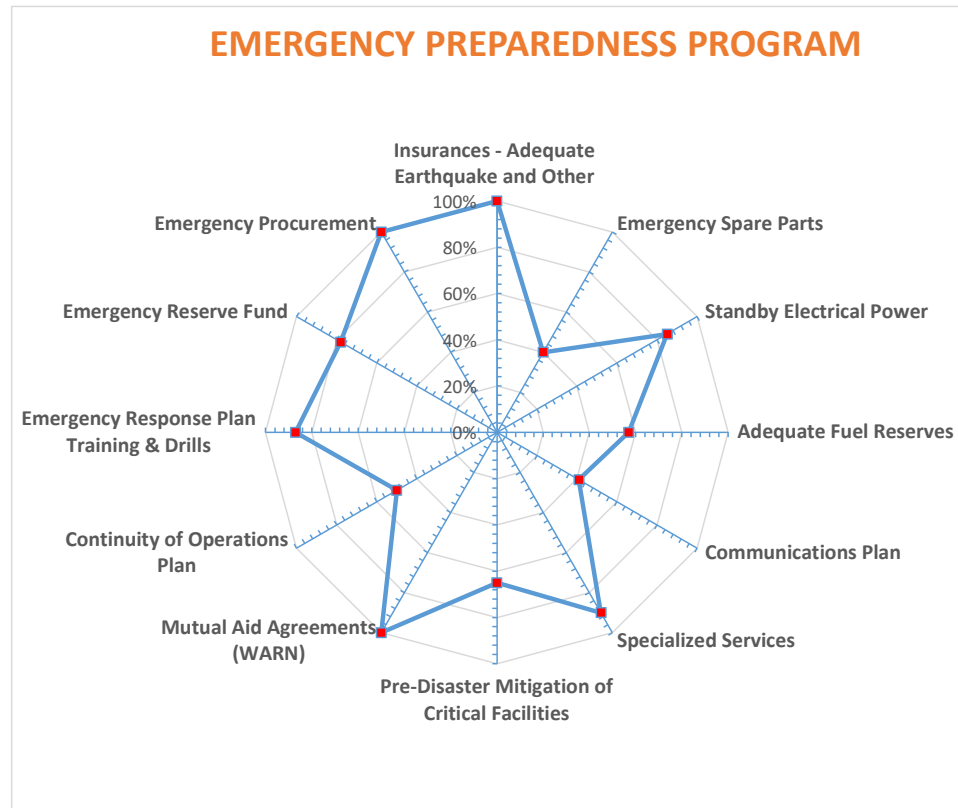 EMERGENCY PREPAREDNESS PROGRAM
Insurances - Adequate
Earthquake and Other
100%
Emergency Procurement
Emergency Spare Parts
80%
Emergency Reserve Fund
60%
Standby Electrical Power
40%
20%
Emergency Response Plan
Training & Drills
0%
Adequate Fuel Reserves
Continuity of Operations
Plan
Communications Plan
Mutual Aid Agreements
(WARN)
Specialized Services
Pre-Disaster Mitigation of
Critical Facilities